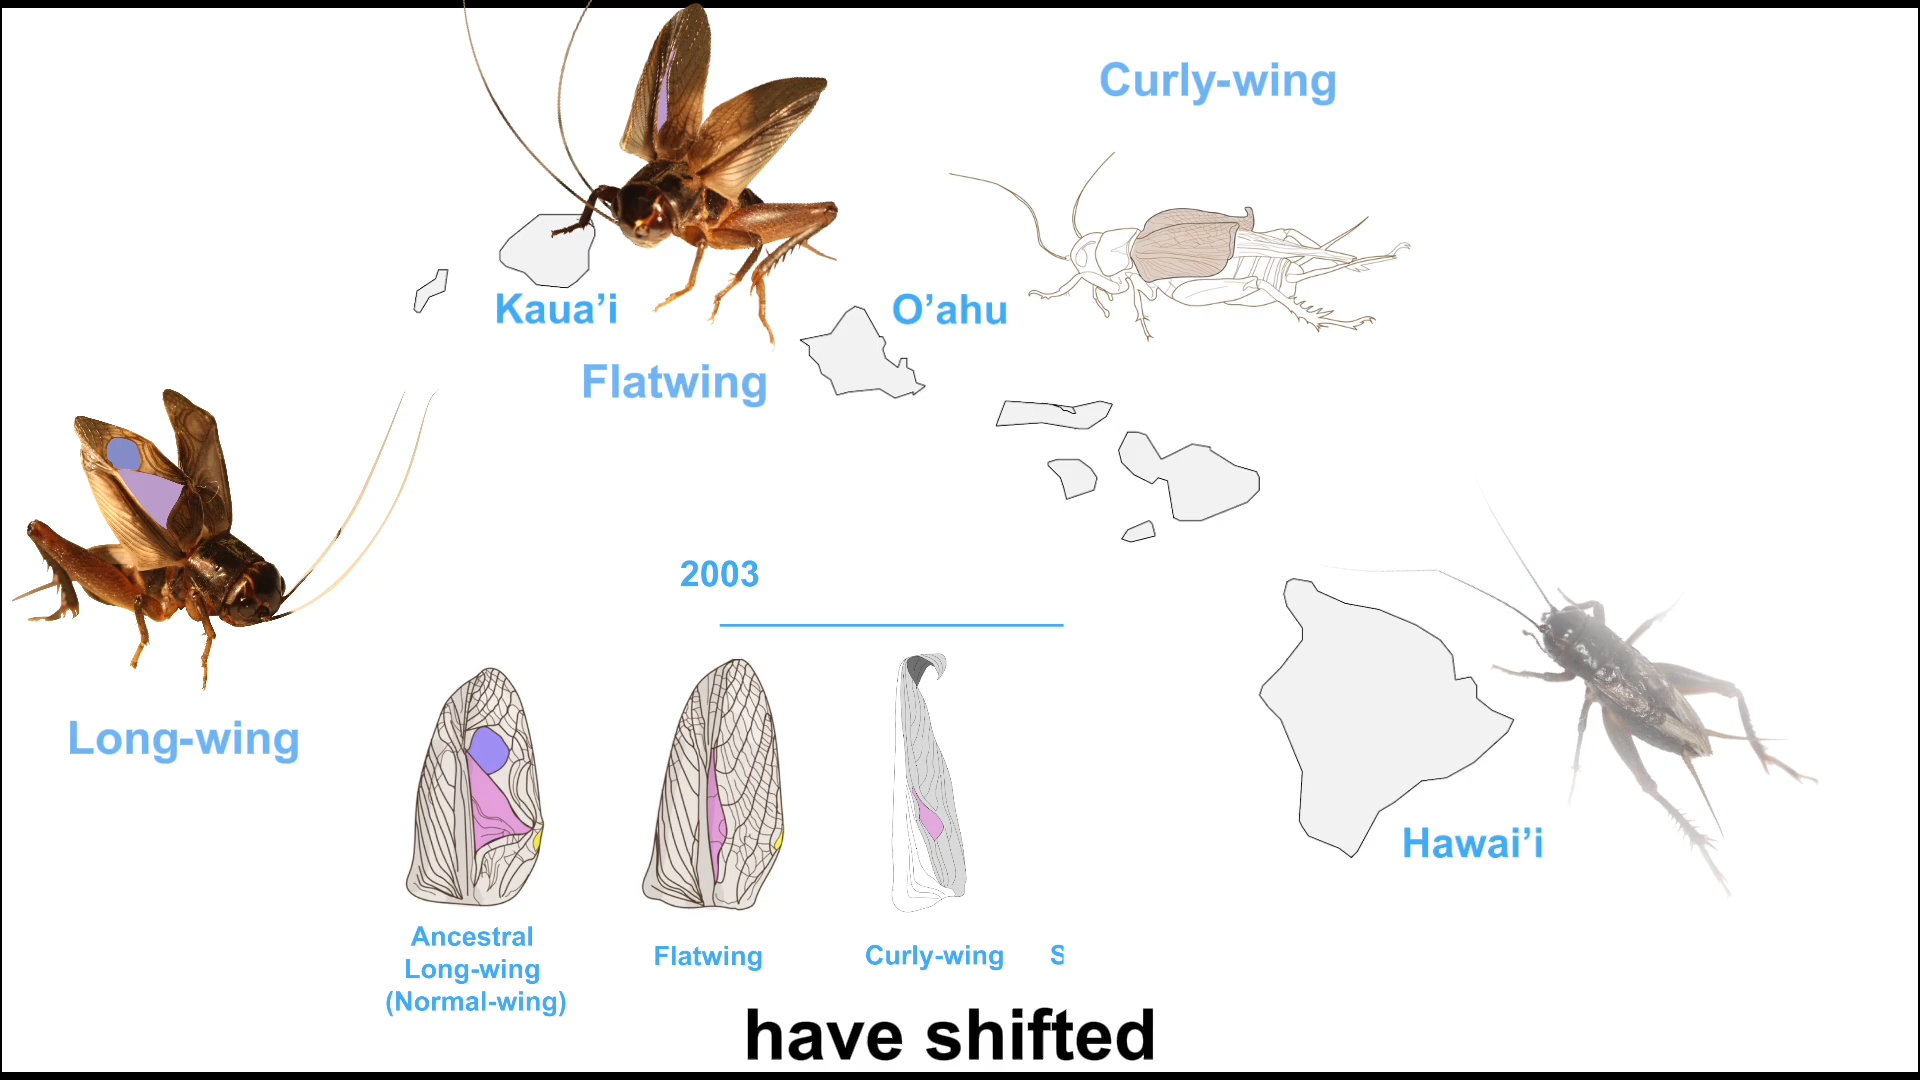 Curly-wing
Kaua’i
O’ahu
Flatwing
2003
Long-wing
Hawai’i
Ancestral
Long-wing
(Normal-wing)
Flatwing
Curly-wing
S
have shifted